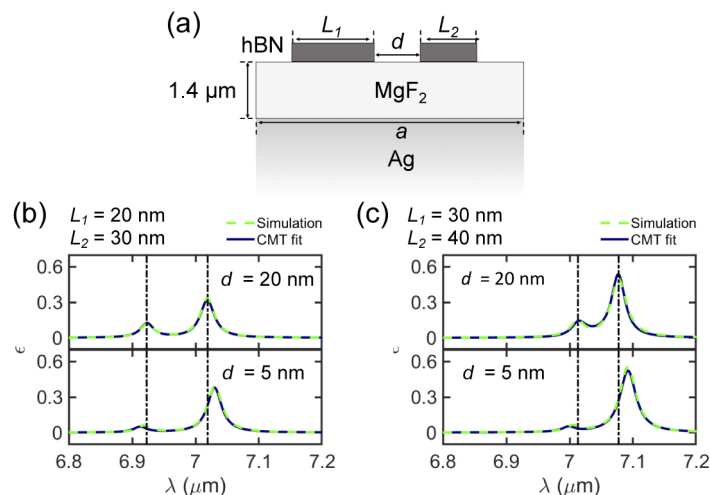 (a)
L1
L2
hBN
d
1.4 μm
MgF2
a
Ag
(b)
L1 = 20 nm
L2 = 30 nm
Simulation
CMT fit
0.6
0.3
0
d = 20 nm
0.6
0.3
0
d = 5 nm
ϵ
6.8 6.9 7 7.1 7.2
λ (μm)
(c)
L1 = 30 nm
L2 = 40 nm
Simulation
CMT fit
0.6
0.3
0
d = 20 nm
0.6
0.3
0
d = 5 nm
ϵ
6.8 6.9 7 7.1 7.2
λ (μm)